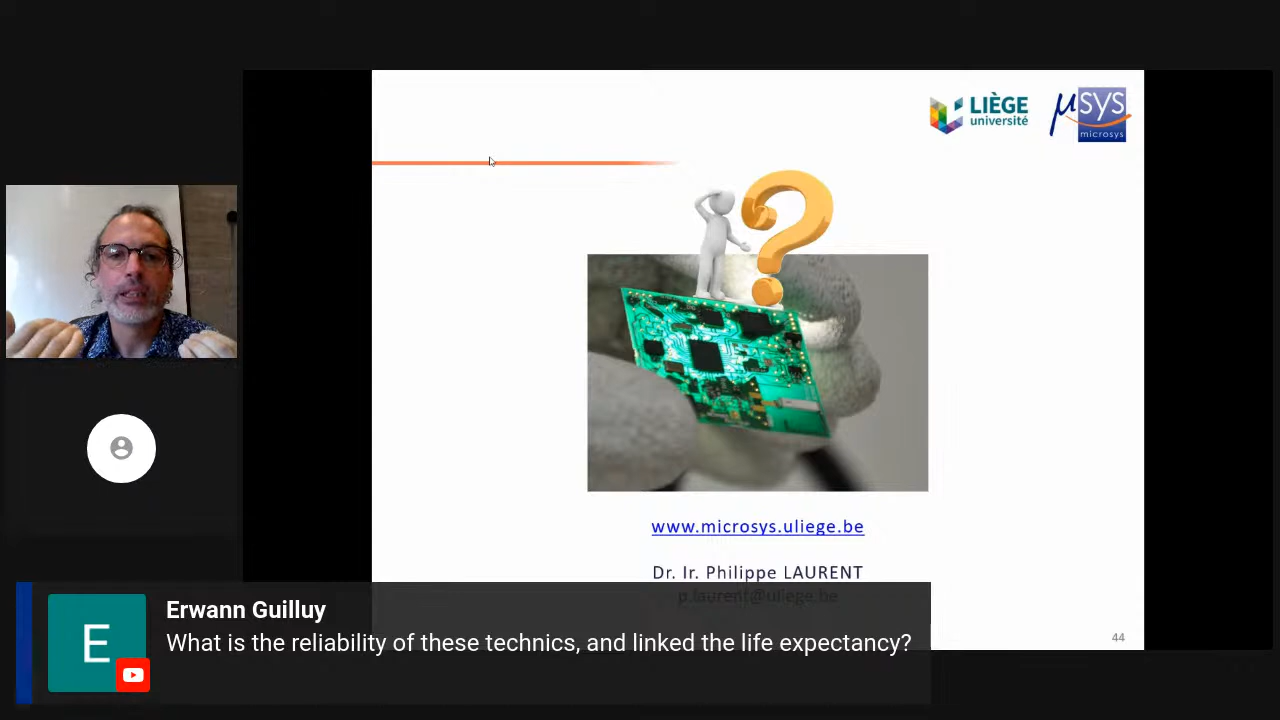 LIÈGE
université
µsys
microsys
?
www.microsys.uliege.be
Dr. Ir. Philippe LAURENT
p.laurent@uliege.be
44
E
Erwann Guilluy
What is the reliability of these technics, and linked the life expectancy?